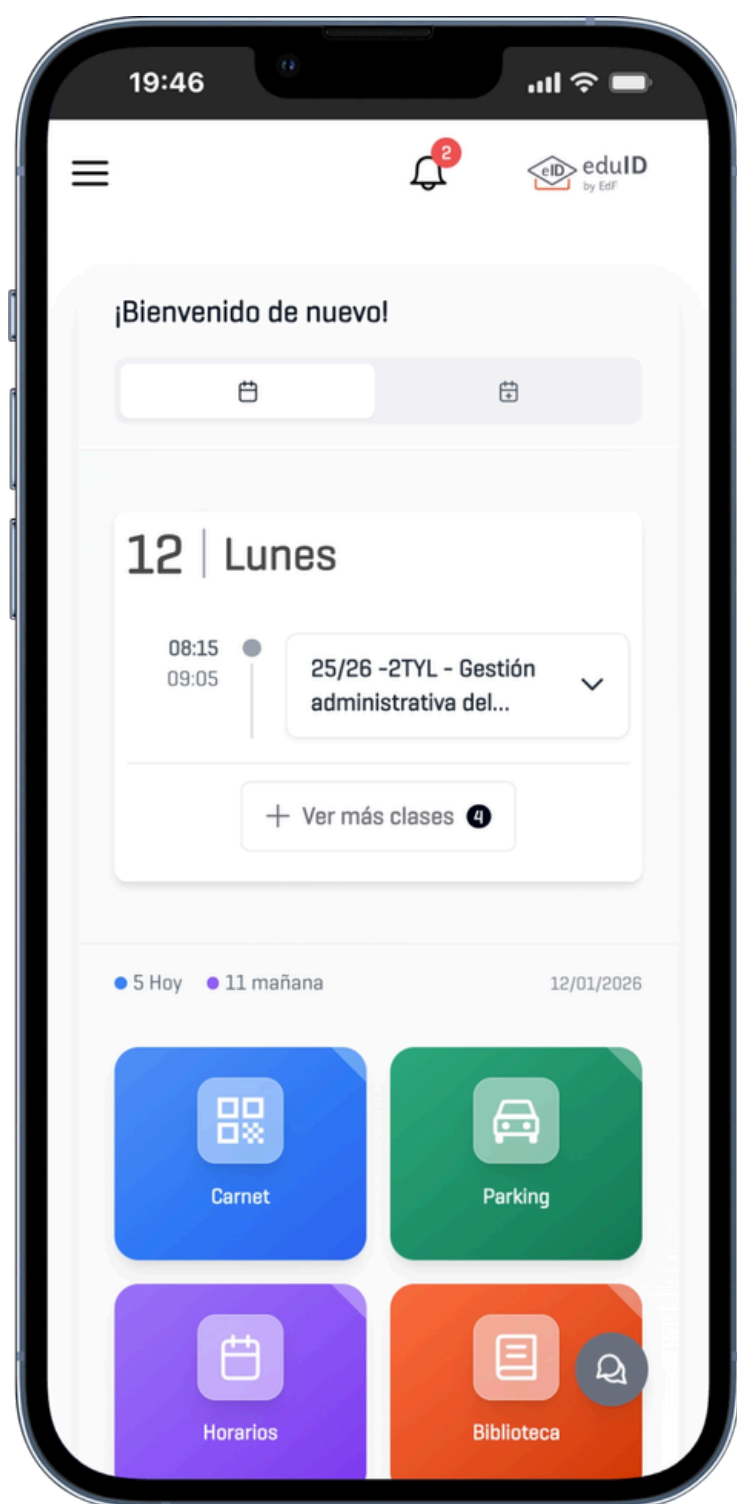 19:46
2
eID eduID
by EdF
¡Bienvenido de nuevo!
12 | Lunes
08:15
09:05
25/26 -2TYL - Gestión
administrativa del...
+ Ver más clases 4
5 Hoy 11 mañana 12/01/2026
Carnet Parking
Horarios Biblioteca